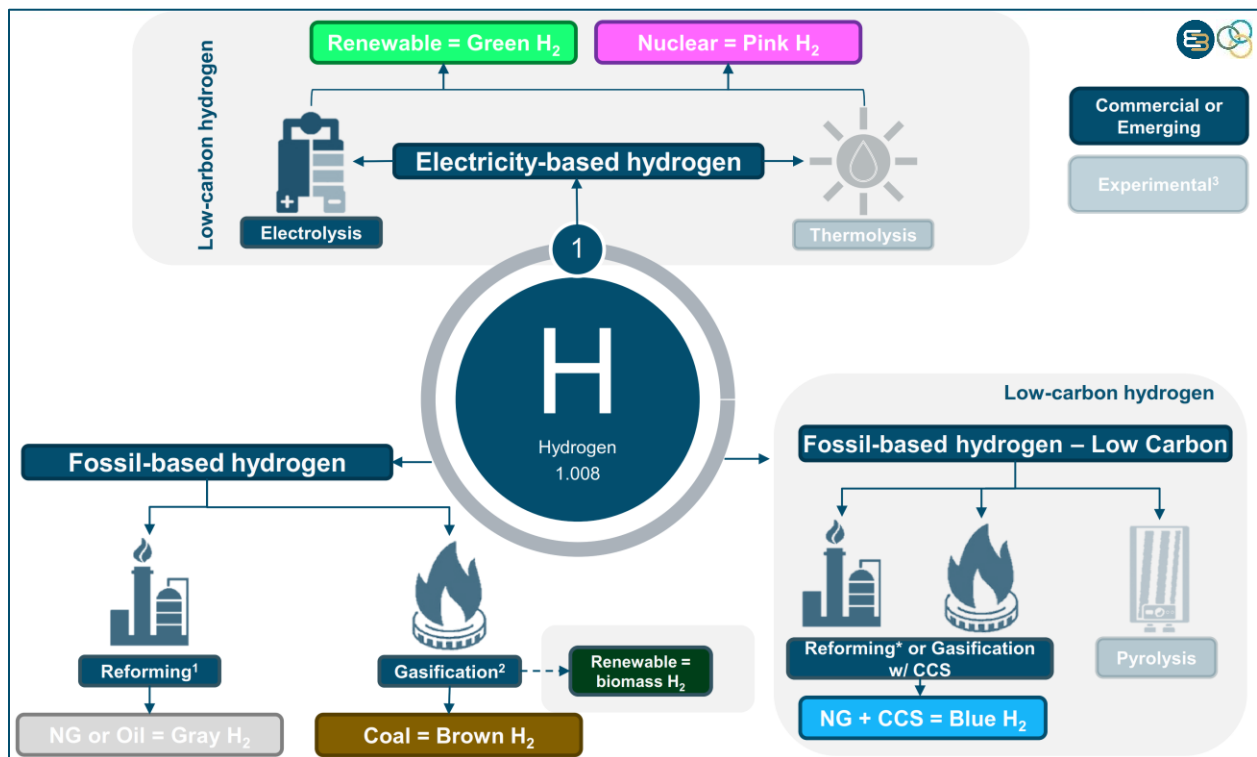 Renewable = Green H₂
Nuclear = Pink H₂
Low-carbon hydrogen
Electricity-based hydrogen
+ −
Electrolysis
Thermolysis
Commercial or
Emerging
Experimental³
1
H
Hydrogen
1.008
Fossil-based hydrogen
Reforming¹
Gasification²
Renewable =
biomass H₂
NG or Oil = Gray H₂
Coal = Brown H₂
Low-carbon hydrogen
Fossil-based hydrogen – Low Carbon
Reforming* or Gasification
w/ CCS
Pyrolysis
NG + CCS = Blue H₂